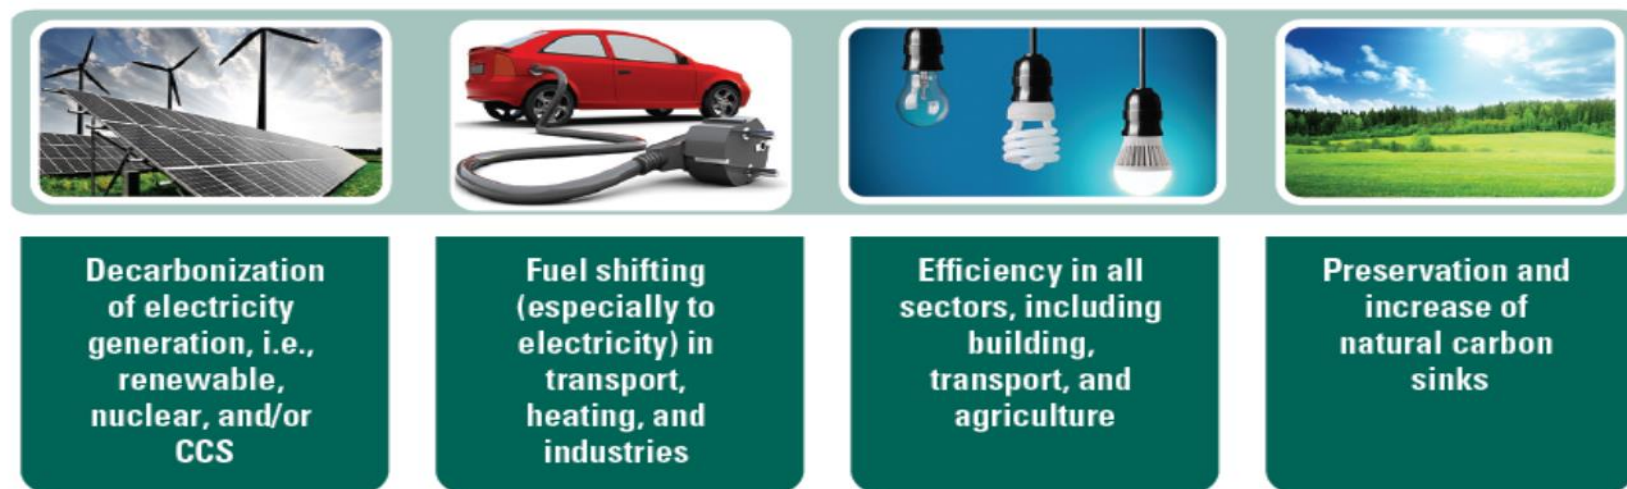 Decarbonization
of electricity
generation, i.e.,
renewable,
nuclear, and/or
CCS
Fuel shifting
(especially to
electricity) in
transport,
heating, and
industries
Efficiency in all
sectors, including
building,
transport, and
agriculture
Preservation and
increase of
natural carbon
sinks